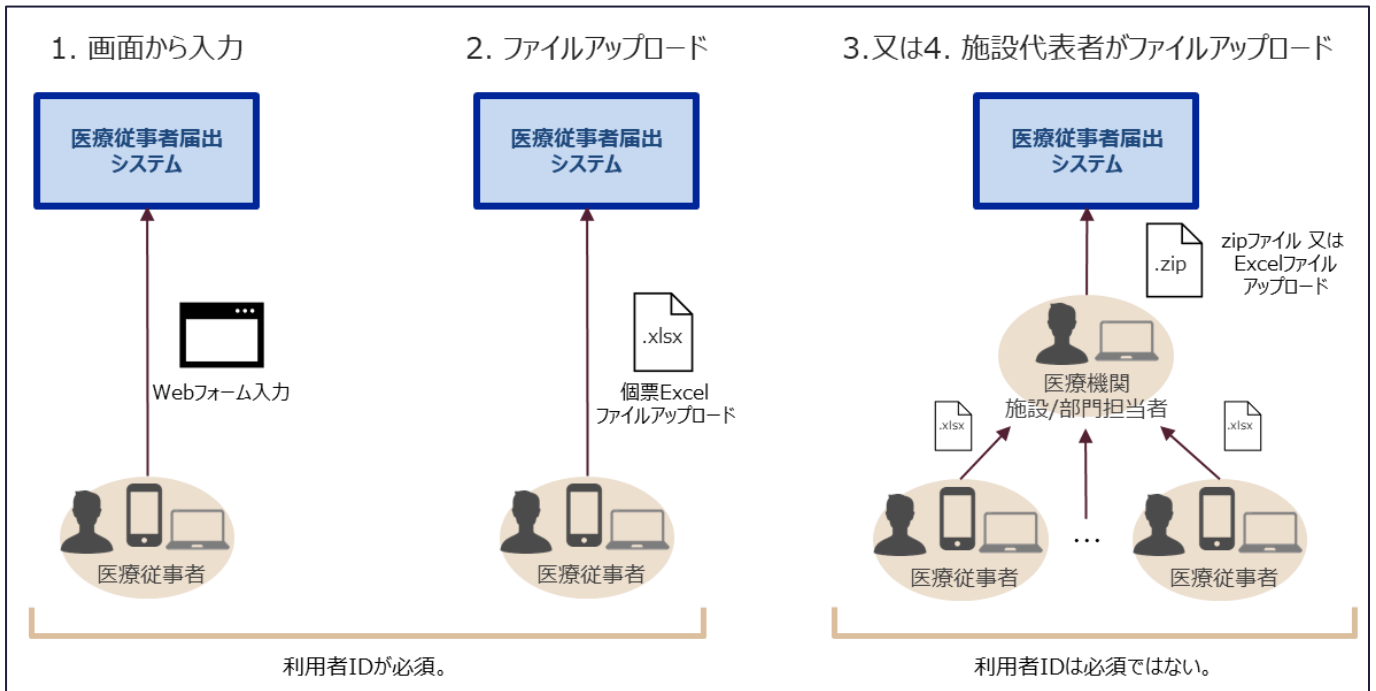 1. 画面から入力
医療従事者届出
システム
Webフォーム入力
医療従事者
2. ファイルアップロード
医療従事者届出
システム
.xlsx
個票Excel
ファイルアップロード
医療従事者
利用者IDが必須。
3.又は4. 施設代表者がファイルアップロード
医療従事者届出
システム
.zip
zipファイル 又は
Excelファイル
アップロード
医療機関
施設/部門担当者
.xlsx
.xlsx
医療従事者
…
医療従事者
利用者IDは必須ではない。